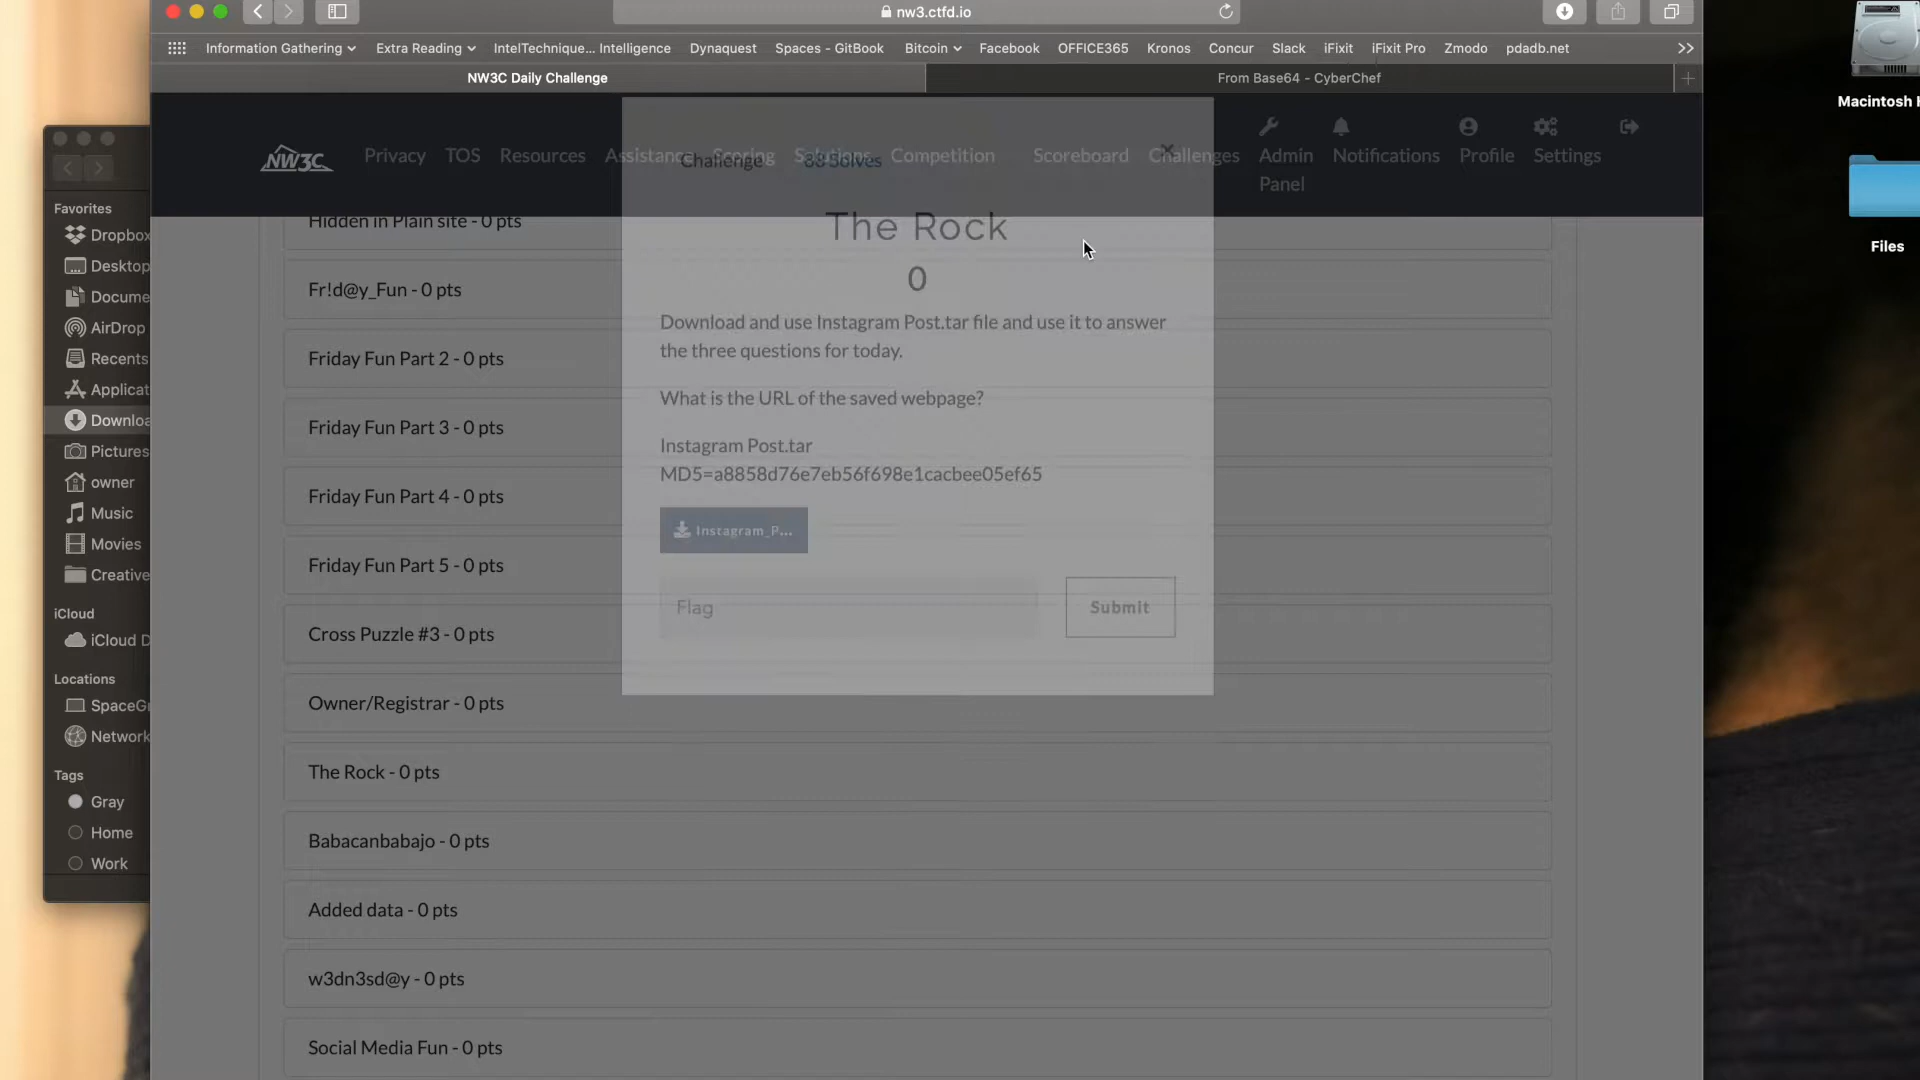 nw3.ctfd.io
Information Gathering
Extra Reading
IntelTechnique... Intelligence
Dynaquest
Spaces - GitBook
Bitcoin
Facebook
OFFICE365
Kronos
Concur
Slack
iFixit
iFixit Pro
Zmodo
pdadb.net
NW3C Daily Challenge
From Base64 - CyberChef
NW3C
Privacy
TOS
Resources
Assistance
Scoring
Solutions
Competition
Scoreboard
Challenges
Admin
Panel
Notifications
Profile
Settings
Challenge
88 Solves
The Rock
0
Download and use Instagram Post.tar file and use it to answer
the three questions for today.
What is the URL of the saved webpage?
Instagram Post.tar
MD5=a8858d76e7eb56f698e1cacbee05ef65
Instagram_P...
Flag
Submit
Hidden in Plain site - 0 pts
Fr!d@y_Fun - 0 pts
Friday Fun Part 2 - 0 pts
Friday Fun Part 3 - 0 pts
Friday Fun Part 4 - 0 pts
Friday Fun Part 5 - 0 pts
Cross Puzzle #3 - 0 pts
Owner/Registrar - 0 pts
The Rock - 0 pts
Babacanbabajo - 0 pts
Added data - 0 pts
w3dn3sd@y - 0 pts
Social Media Fun - 0 pts
Favorites
Dropbox
Desktop
Docume
AirDrop
Recents
Applicat
Downloa
Pictures
owner
Music
Movies
Creative
iCloud
iCloud D
Locations
SpaceGr
Network
Tags
Gray
Home
Work
Macintosh H
Files